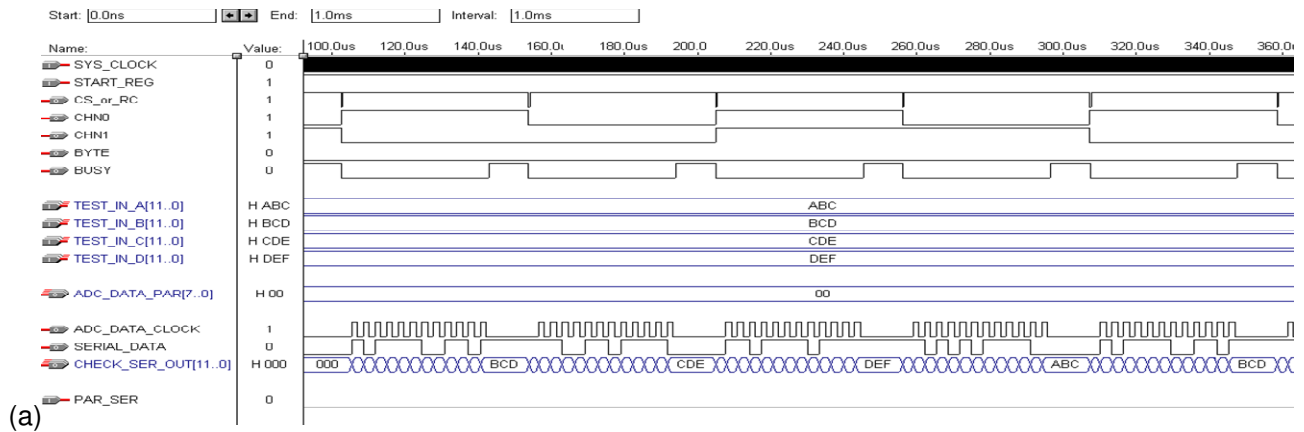 Start: 0.0ns End: 1.0ms Interval: 1.0ms
Name: Value: 100.0us 120.0us 140.0us 160.0u 180.0us 200.0 220.0us 240.0us 260.0us 280.0us 300.0us 320.0us 340.0us 360.0
SYS_CLOCK 0
START_REG 1
CS_or_RC 1
CHN0 1
CHN1 1
BYTE 0
BUSY 0
TEST_IN_A[11..0] H ABC ABC
TEST_IN_B[11..0] H BCD BCD
TEST_IN_C[11..0] H CDE CDE
TEST_IN_D[11..0] H DEF DEF
ADC_DATA_PAR[7..0] H 00 00
ADC_DATA_CLOCK 1
SERIAL_DATA 0
CHECK_SER_OUT[11..0] H 000 000 BCD CDE DEF ABC BCD
PAR_SER 0
(a)